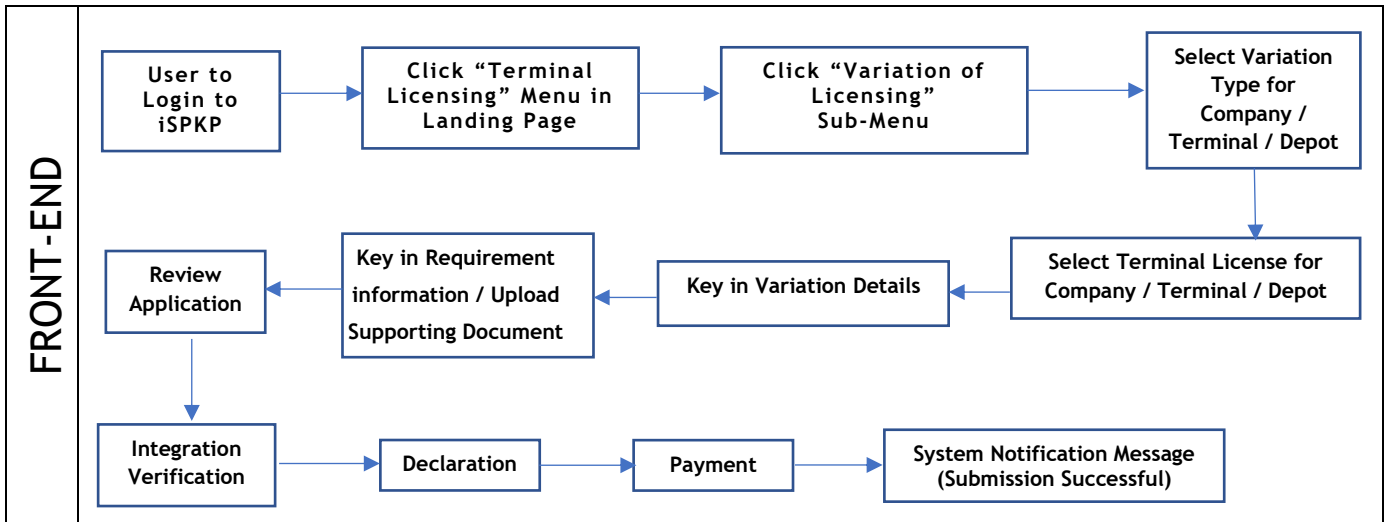 FRONT-END
User to
Login to
iSPKP
Click “Terminal
Licensing” Menu in
Landing Page
Click “Variation of
Licensing”
Sub-Menu
Select Variation
Type for
Company /
Terminal / Depot
Select Terminal License for
Company / Terminal / Depot
Key in Variation Details
Key in Requirement
information / Upload
Supporting Document
Review
Application
Integration
Verification
Declaration
Payment
System Notification Message
(Submission Successful)